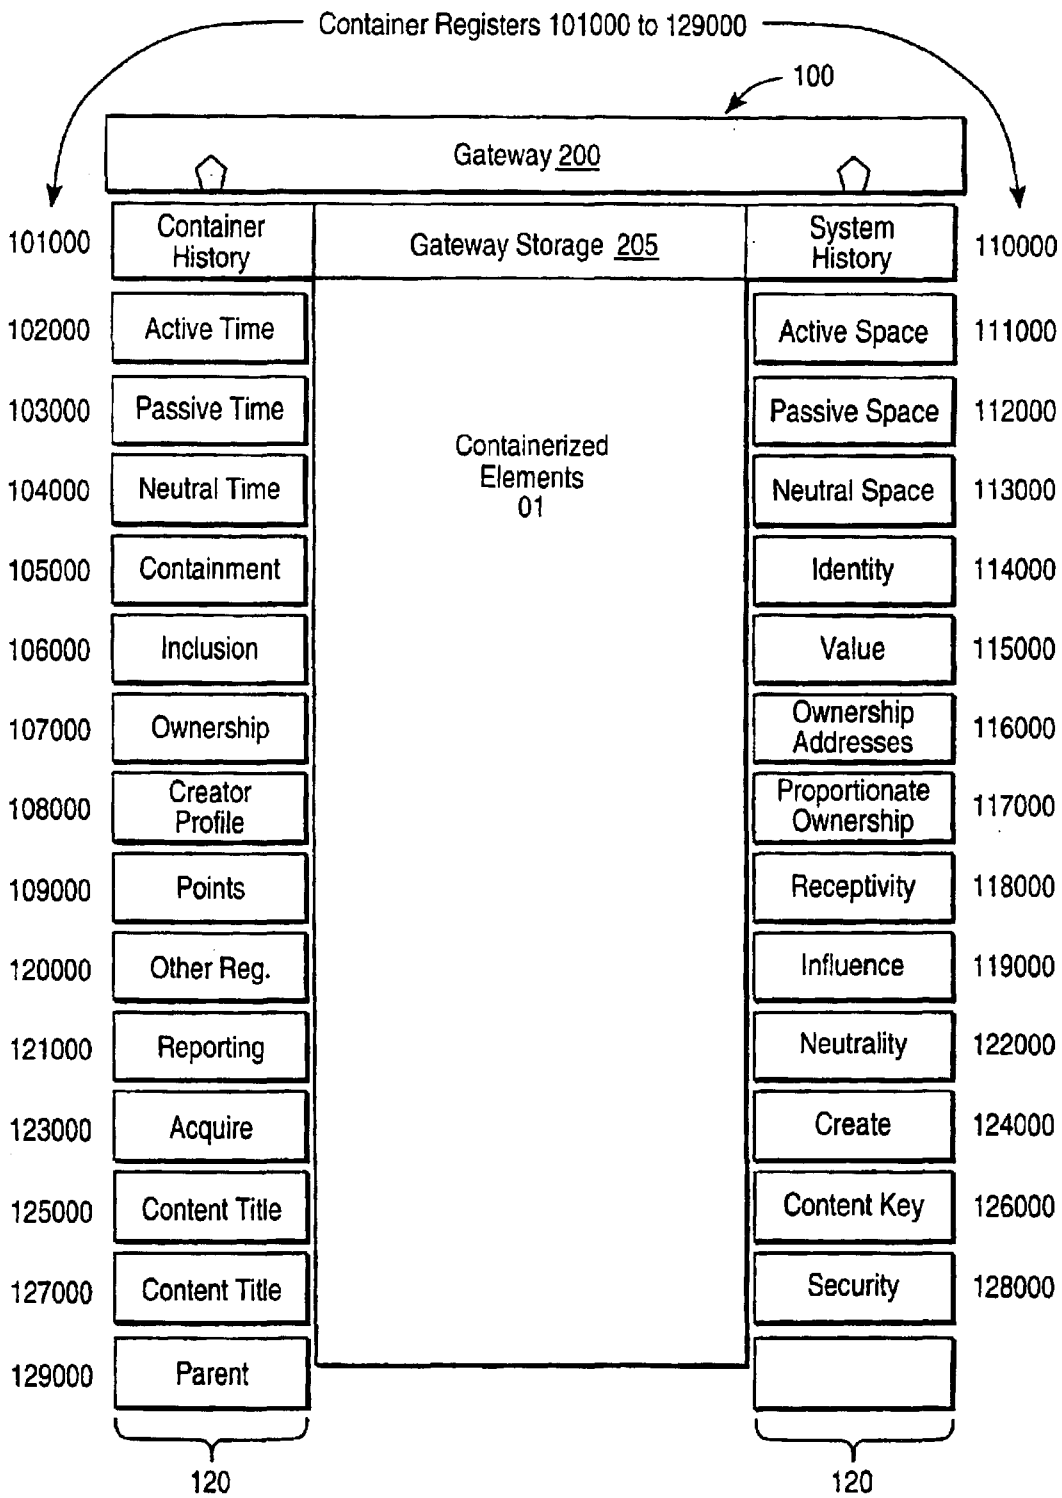 Container Registers 101000 to 129000
100
Gateway 200
101000
Container
History
Gateway Storage 205
System
History
110000
102000
Active Time
Active Space
111000
103000
Passive Time
Passive Space
112000
Containerized
Elements
01
104000
Neutral Time
Neutral Space
113000
105000
Containment
Identity
114000
106000
Inclusion
Value
115000
107000
Ownership
Ownership
Addresses
116000
108000
Creator
Profile
Proportionate
Ownership
117000
109000
Points
Receptivity
118000
120000
Other Reg.
Influence
119000
121000
Reporting
Neutrality
122000
123000
Acquire
Create
124000
125000
Content Title
Content Key
126000
127000
Content Title
Security
128000
129000
Parent
120
120